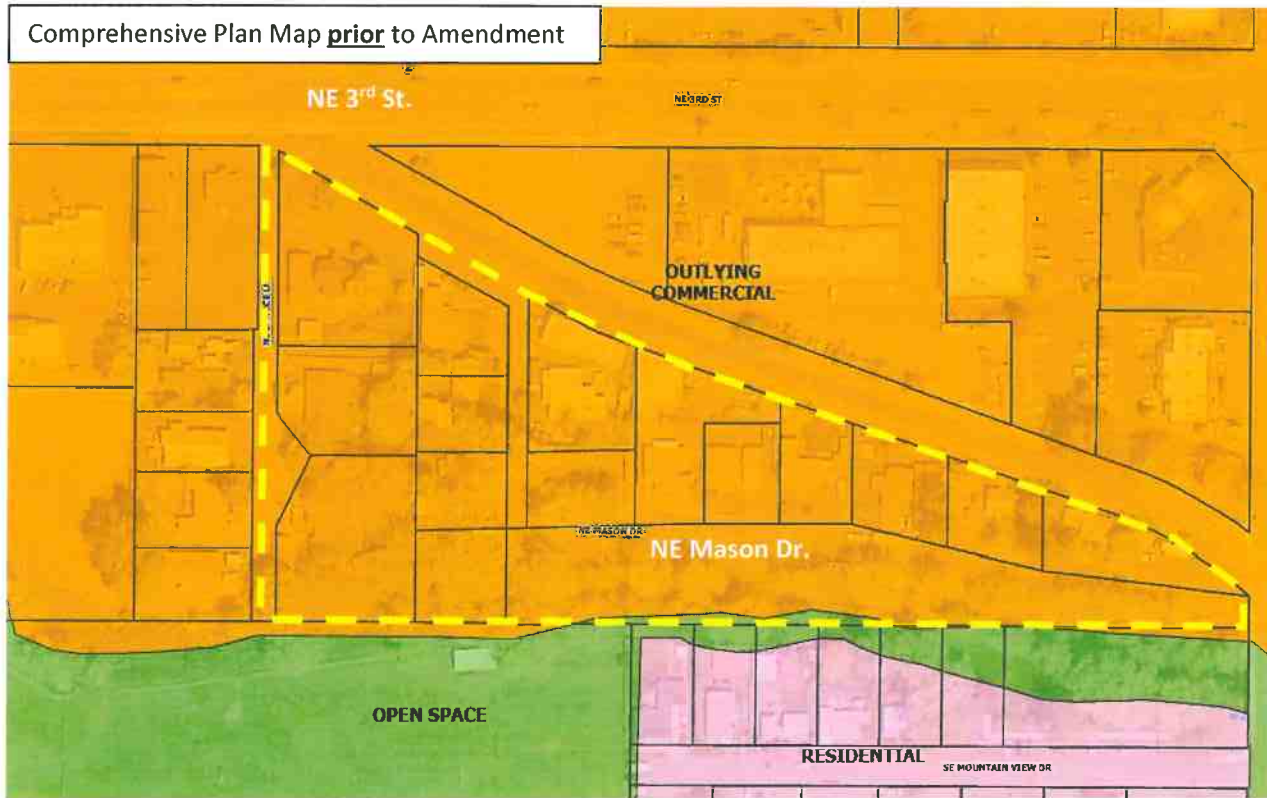 Comprehensive Plan Map prior to Amendment
NE 3rd St.
NE 3RD ST
OUTLYING
COMMERCIAL
NE MASON DR
NE Mason Dr.
OPEN SPACE
RESIDENTIAL
SE MOUNTAIN VIEW DR